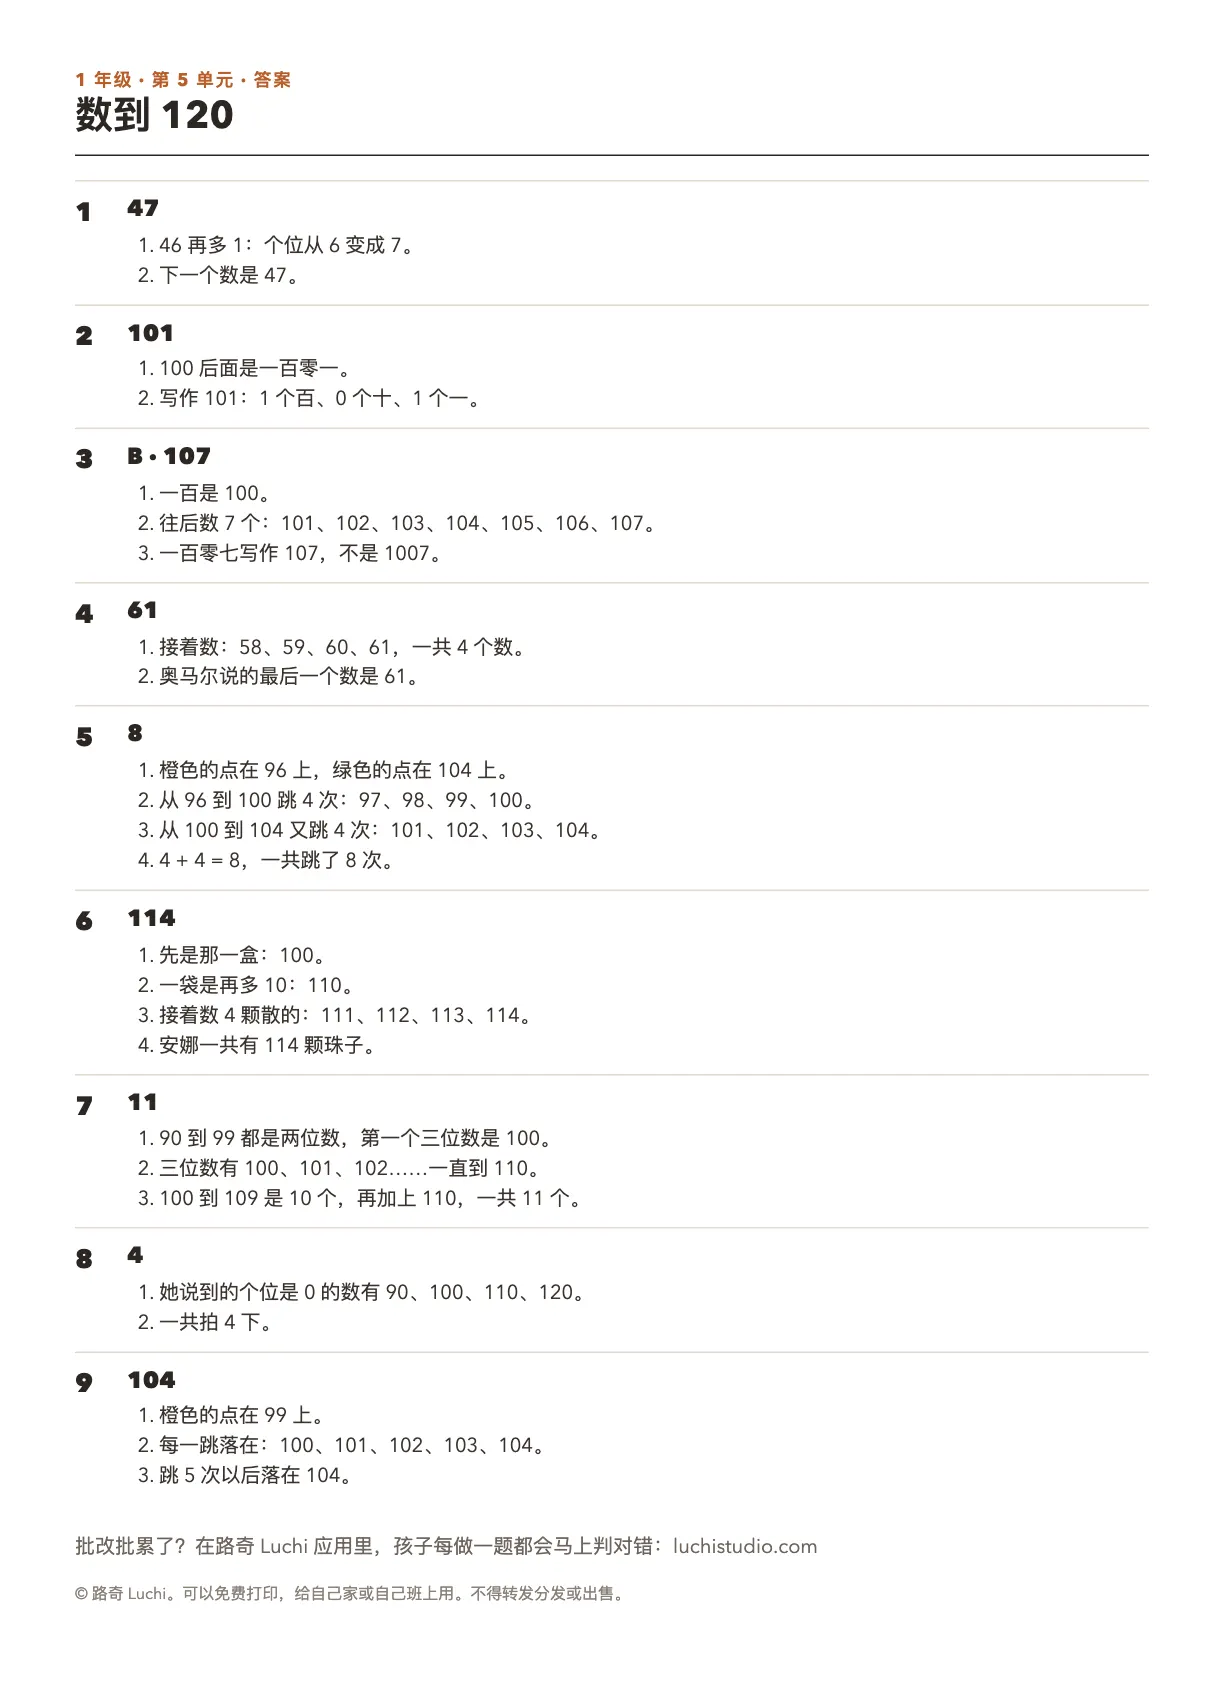 1 年级 · 第 5 单元 · 答案
数到 120
1 47
1. 46 再多 1：个位从 6 变成 7。
2. 下一个数是 47。
2 101
1. 100 后面是一百零一。
2. 写作 101：1 个百、0 个十、1 个一。
3 B · 107
1. 一百是 100。
2. 往后数 7 个：101、102、103、104、105、106、107。
3. 一百零七写作 107，不是 1007。
4 61
1. 接着数：58、59、60、61，一共 4 个数。
2. 奥马尔说的最后一个数是 61。
5 8
1. 橙色的点在 96 上，绿色的点在 104 上。
2. 从 96 到 100 跳 4 次：97、98、99、100。
3. 从 100 到 104 又跳 4 次：101、102、103、104。
4. 4 + 4 = 8，一共跳了 8 次。
6 114
1. 先是那一盒：100。
2. 一袋是再多 10：110。
3. 接着数 4 颗散的：111、112、113、114。
4. 安娜一共有 114 颗珠子。
7 11
1. 90 到 99 都是两位数，第一个三位数是 100。
2. 三位数有 100、101、102……一直到 110。
3. 100 到 109 是 10 个，再加上 110，一共 11 个。
8 4
1. 她说到的个位是 0 的数有 90、100、110、120。
2. 一共拍 4 下。
9 104
1. 橙色的点在 99 上。
2. 每一跳落在：100、101、102、103、104。
3. 跳 5 次以后落在 104。
批改批累了？在路奇 Luchi 应用里，孩子每做一题都会马上判对错：luchistudio.com
© 路奇 Luchi。可以免费打印，给自己家或自己班上用。不得转发分发或出售。